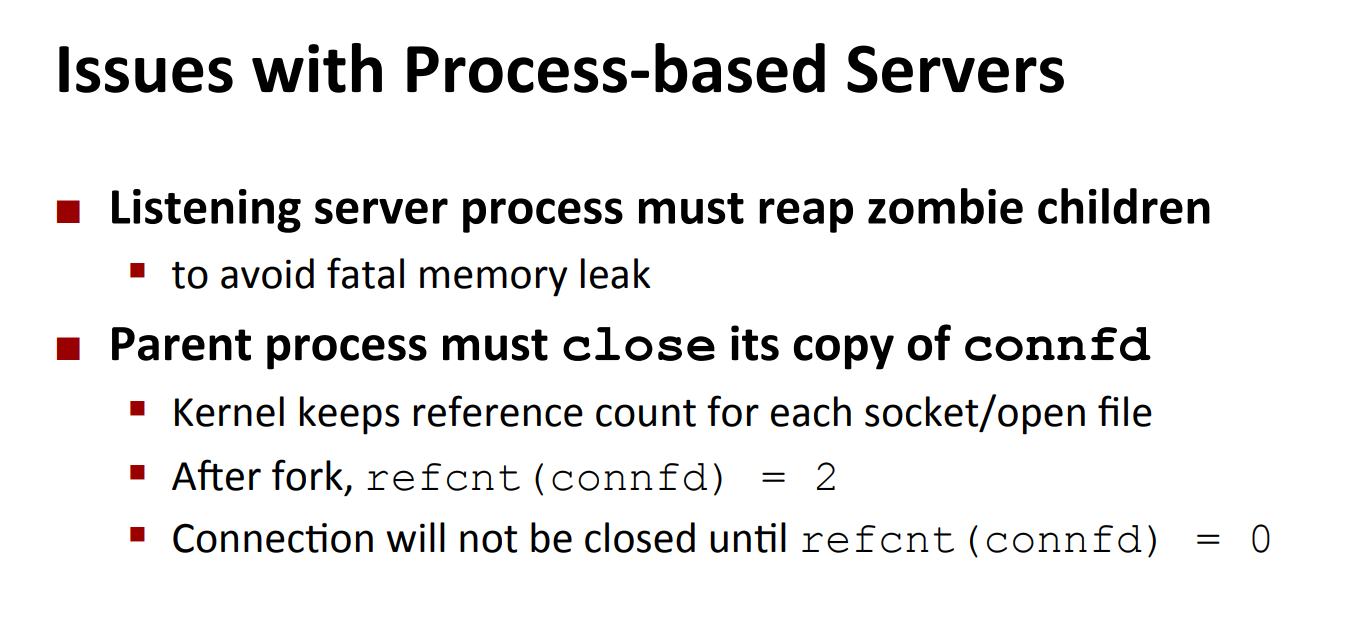 Issues with Process-based Servers
Listening server process must reap zombie children
to avoid fatal memory leak
Parent process must close its copy of connfd
Kernel keeps reference count for each socket/open file
After fork, refcnt(connfd) = 2
Connection will not be closed until refcnt(connfd) = 0